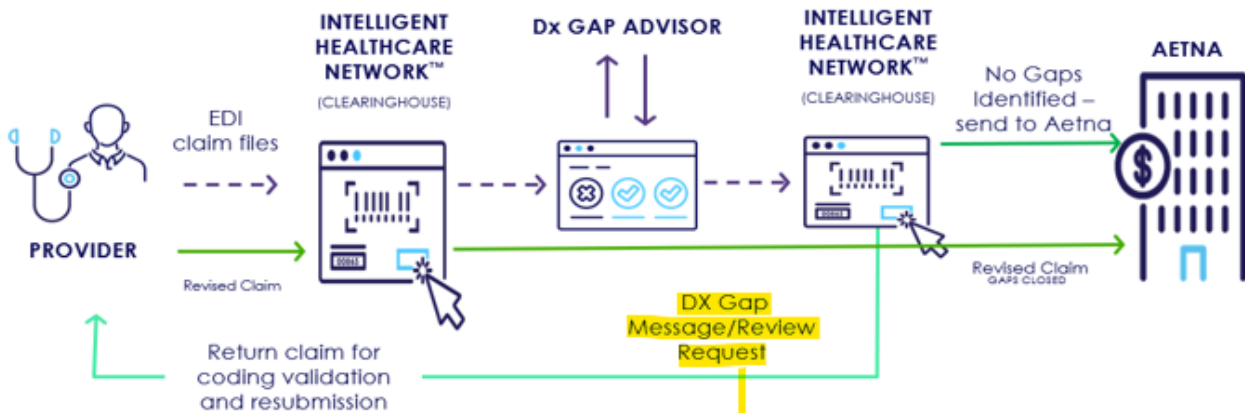 INTELLIGENT
HEALTHCARE
NETWORK™
(CLEARINGHOUSE)
Dx GAP ADVISOR
INTELLIGENT
HEALTHCARE
NETWORK™
(CLEARINGHOUSE)
AETNA
No Gaps
Identified –
send to Aetna
EDI
claim files
$
00063
00063
PROVIDER
Revised Claim
Revised Claim
GAPS CLOSED
DX Gap
Message/Review
Request
Return claim for
coding validation
and resubmission